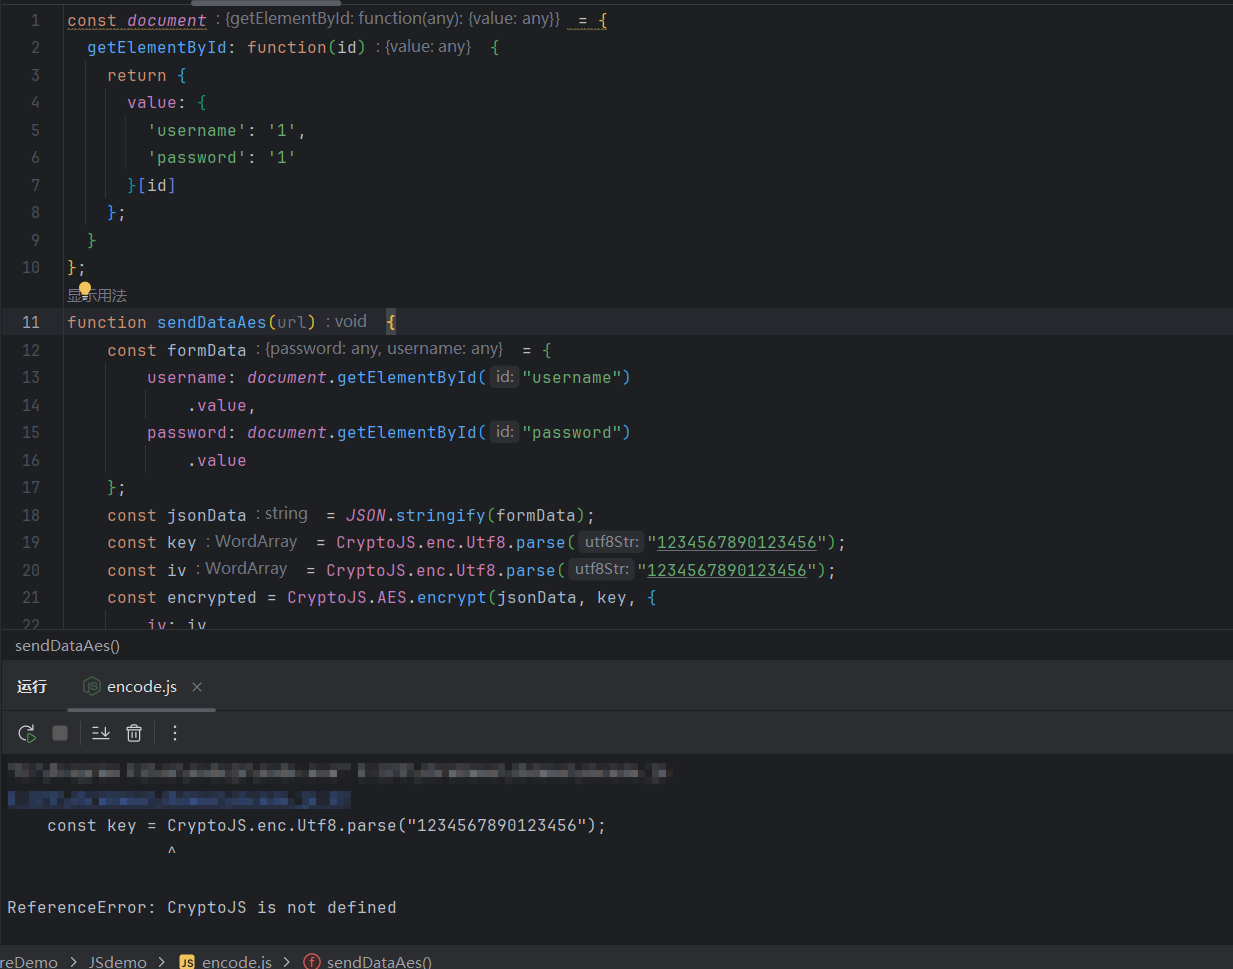 1 const document : {getElementById: function(any): {value: any}} = {
2 getElementById: function(id) : {value: any} {
3 return {
4 value: {
5 'username': '1',
6 'password': '1'
7 }[id]
8 };
9 }
10 };
显示用法
11 function sendDataAes(url) : void {
12 const formData : {password: any, username: any} = {
13 username: document.getElementById( id: "username")
14 .value,
15 password: document.getElementById( id: "password")
16 .value
17 };
18 const jsonData : string = JSON.stringify(formData);
19 const key : WordArray = CryptoJS.enc.Utf8.parse( utf8Str: "1234567890123456");
20 const iv : WordArray = CryptoJS.enc.Utf8.parse( utf8Str: "1234567890123456");
21 const encrypted = CryptoJS.AES.encrypt(jsonData, key, {
22 iv: iv
sendDataAes()
运行 encode.js
const key = CryptoJS.enc.Utf8.parse("1234567890123456");
^
ReferenceError: CryptoJS is not defined
reDemo > JSdemo > JS encode.js > f sendDataAes()